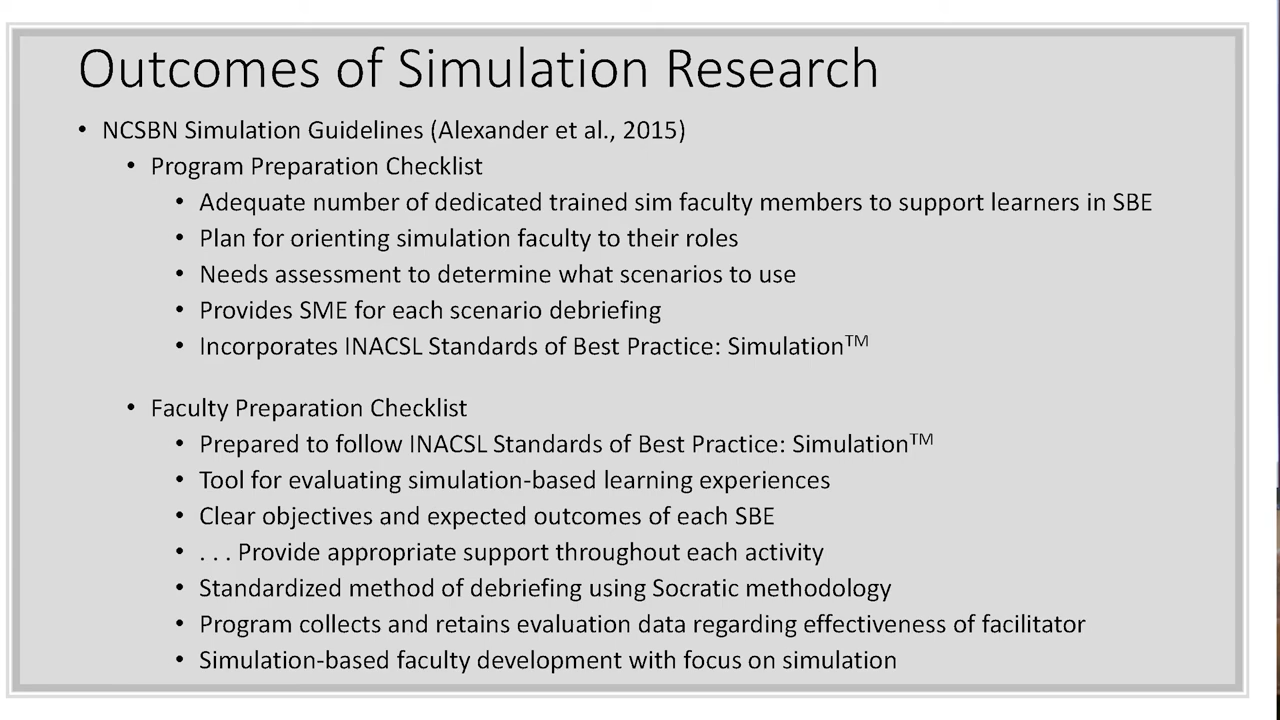 Outcomes of Simulation Research
• NCSBN Simulation Guidelines (Alexander et al., 2015)
• Program Preparation Checklist
• Adequate number of dedicated trained sim faculty members to support learners in SBE
• Plan for orienting simulation faculty to their roles
• Needs assessment to determine what scenarios to use
• Provides SME for each scenario debriefing
• Incorporates INACSL Standards of Best Practice: Simulation™
• Faculty Preparation Checklist
• Prepared to follow INACSL Standards of Best Practice: Simulation™
• Tool for evaluating simulation-based learning experiences
• Clear objectives and expected outcomes of each SBE
• . . . Provide appropriate support throughout each activity
• Standardized method of debriefing using Socratic methodology
• Program collects and retains evaluation data regarding effectiveness of facilitator
• Simulation-based faculty development with focus on simulation